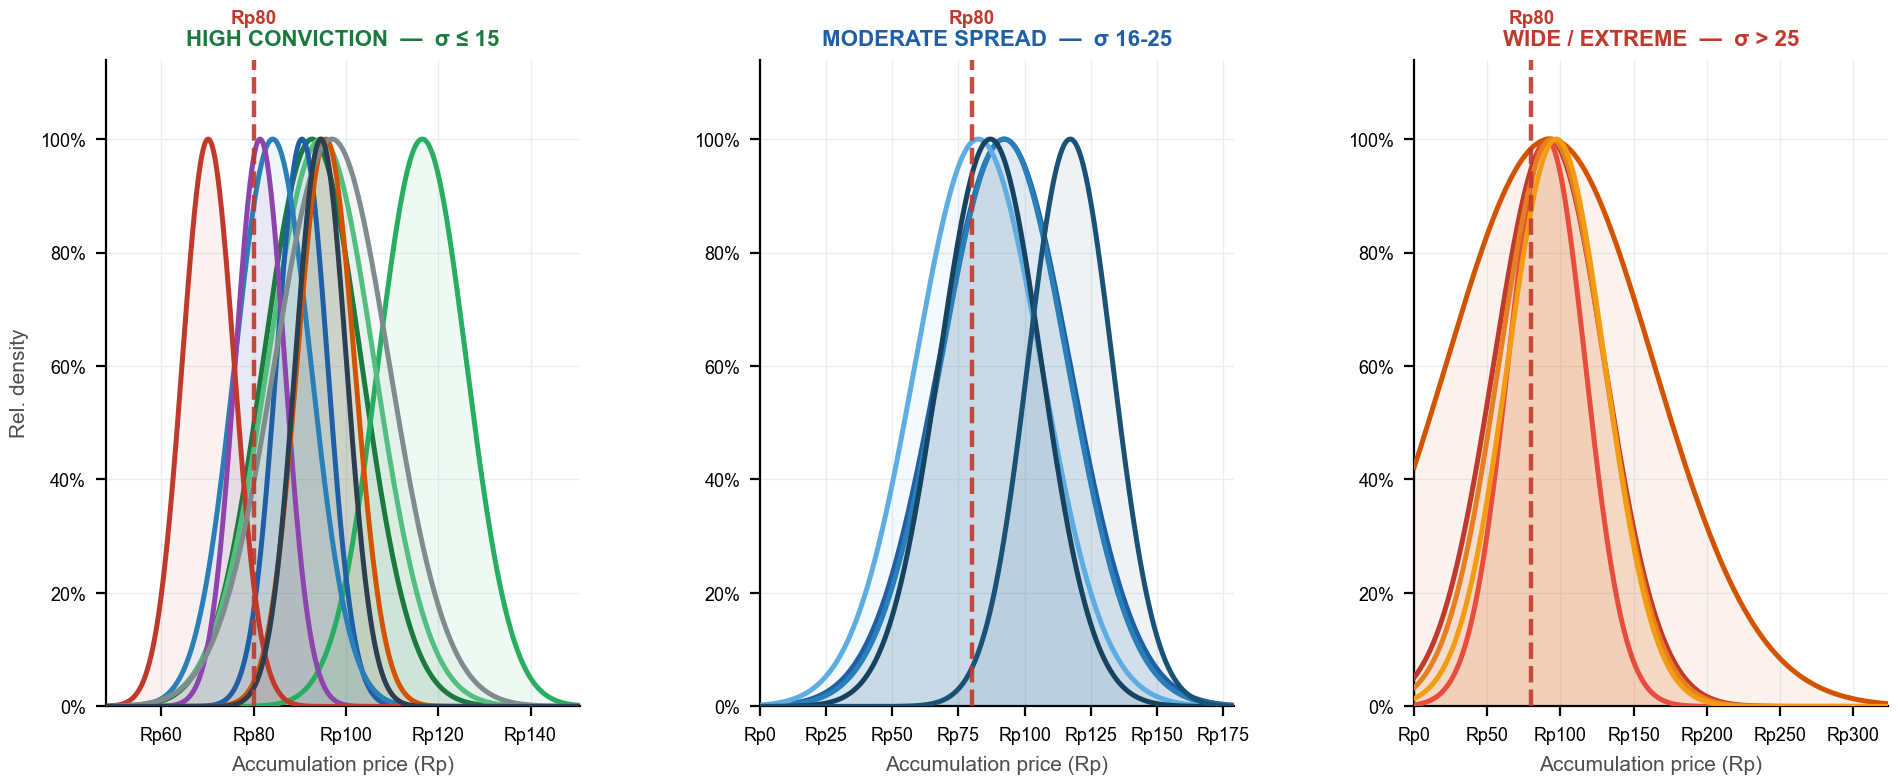 Rp80
HIGH CONVICTION — σ ≤ 15
Rel. density
100%
80%
60%
40%
20%
0%
Rp60
Rp80
Rp100
Rp120
Rp140
Accumulation price (Rp)
Rp80
MODERATE SPREAD — σ 16-25
100%
80%
60%
40%
20%
0%
Rp0
Rp25
Rp50
Rp75
Rp100
Rp125
Rp150
Rp175
Accumulation price (Rp)
Rp80
WIDE / EXTREME — σ > 25
100%
80%
60%
40%
20%
0%
Rp0
Rp50
Rp100
Rp150
Rp200
Rp250
Rp300
Accumulation price (Rp)